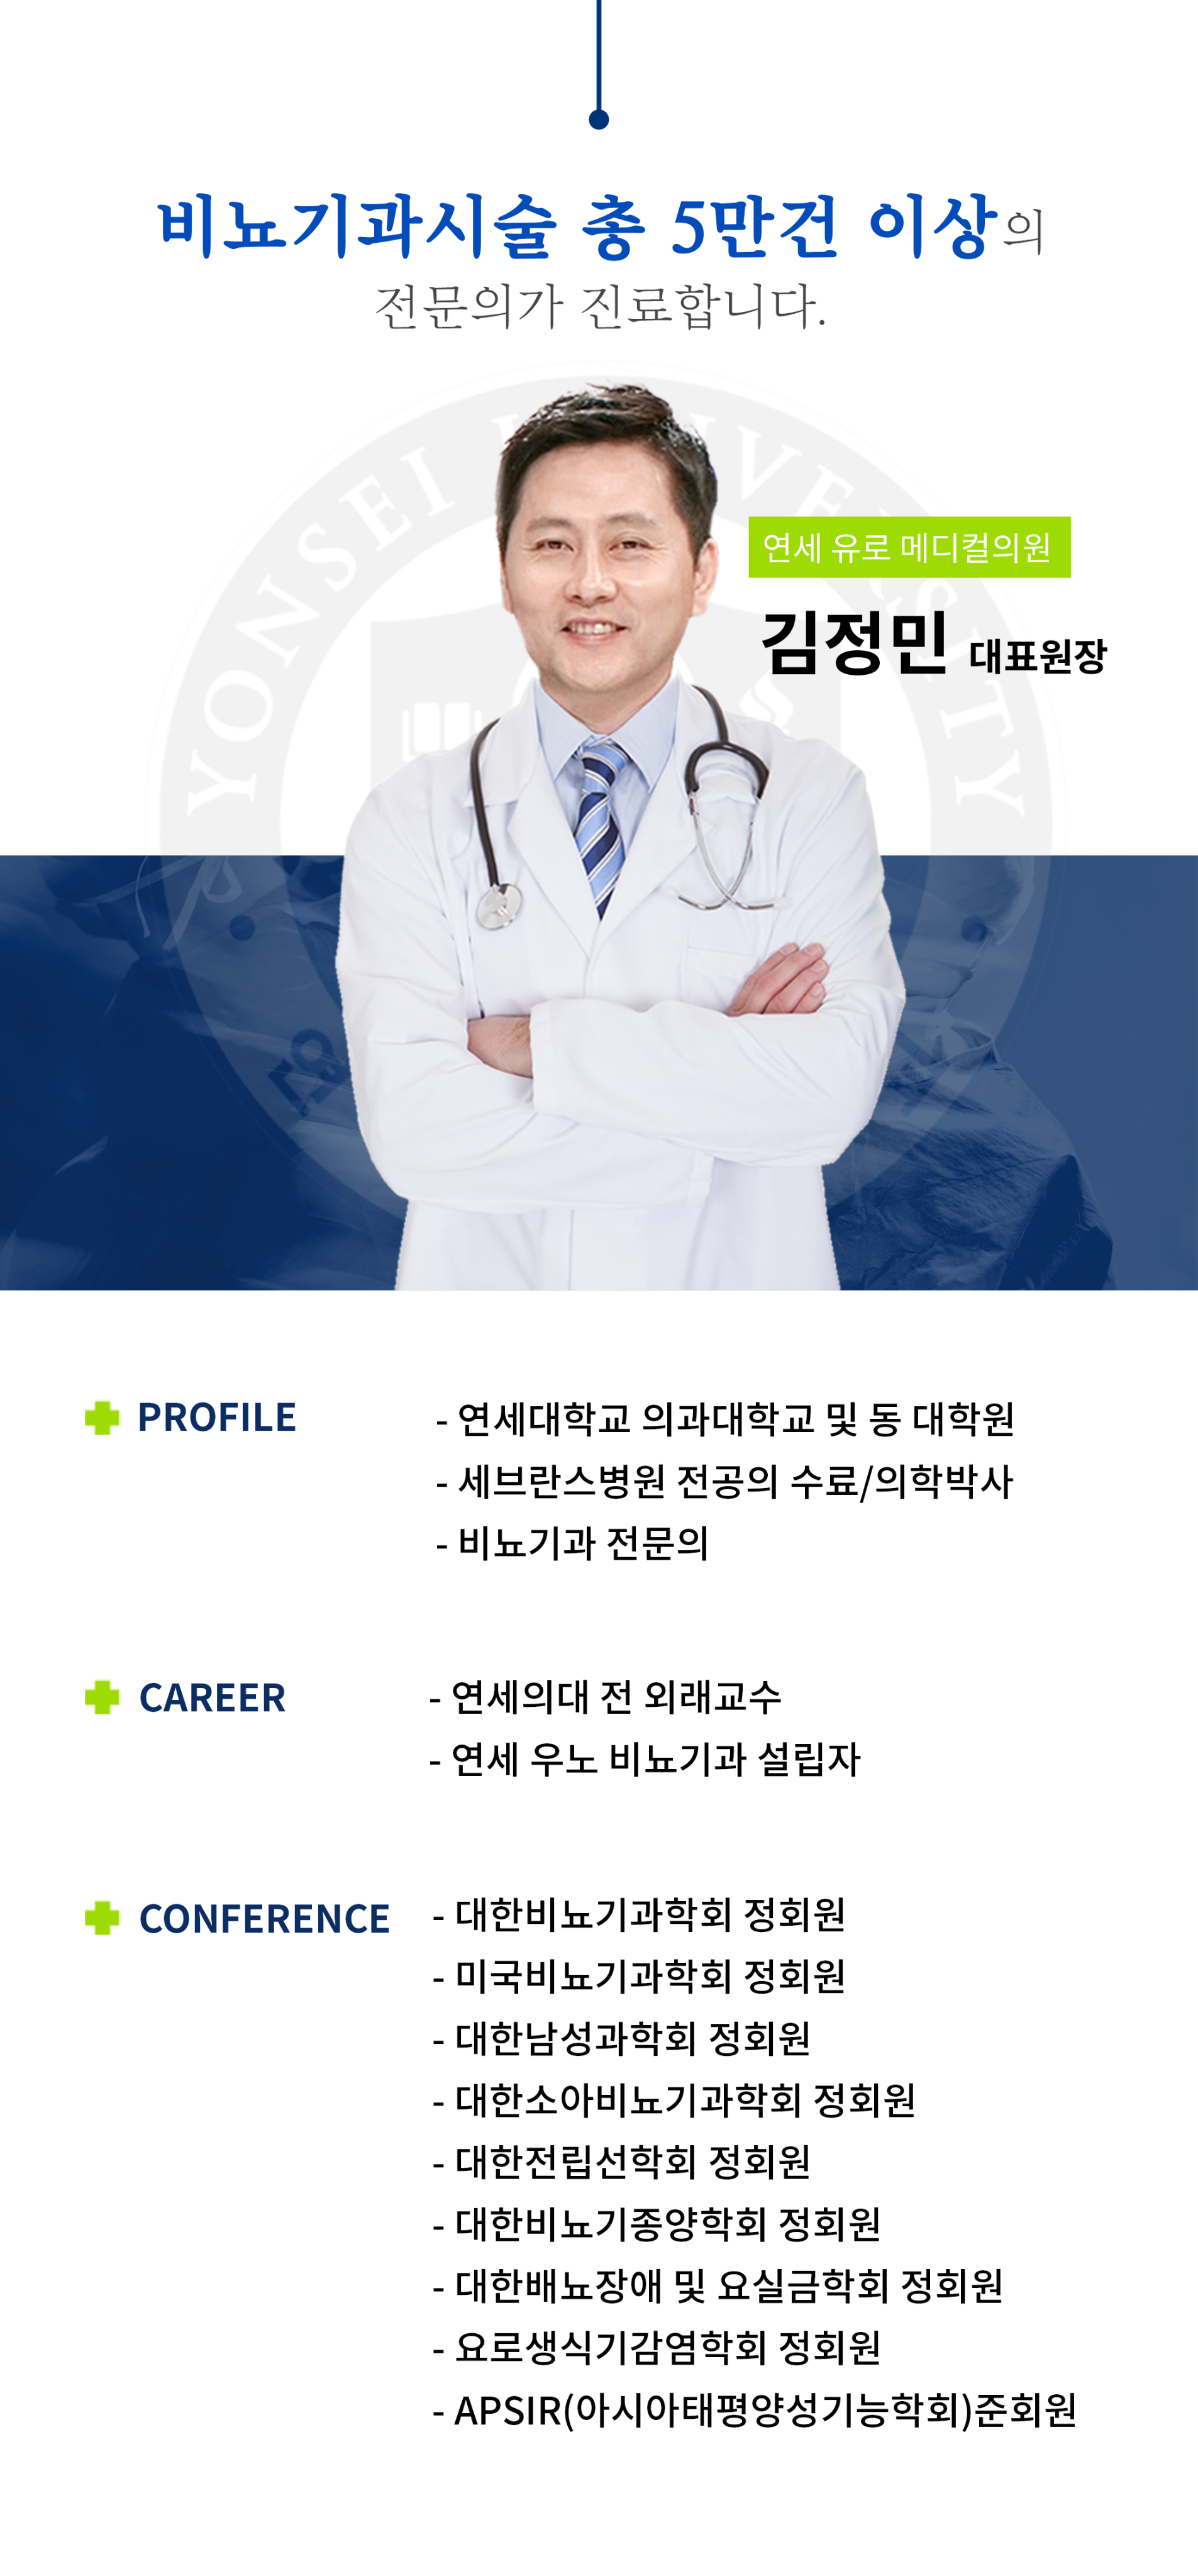 비뇨기과시술 총 5만건 이상의
전문의가 진료합니다.
YONSEI UNIVERSITY
연세 유로 메디컬의원
김정민 대표원장
PROFILE
- 연세대학교 의과대학교 및 동 대학원
- 세브란스병원 전공의 수료/의학박사
- 비뇨기과 전문의
CAREER
- 연세의대 전 외래교수
- 연세 우노 비뇨기과 설립자
CONFERENCE
- 대한비뇨기과학회 정회원
- 미국비뇨기과학회 정회원
- 대한남성과학회 정회원
- 대한소아비뇨기과학회 정회원
- 대한전립선학회 정회원
- 대한비뇨기종양학회 정회원
- 대한배뇨장애 및 요실금학회 정회원
- 요로생식기감염학회 정회원
- APSIR(아시아태평양성기능학회)준회원